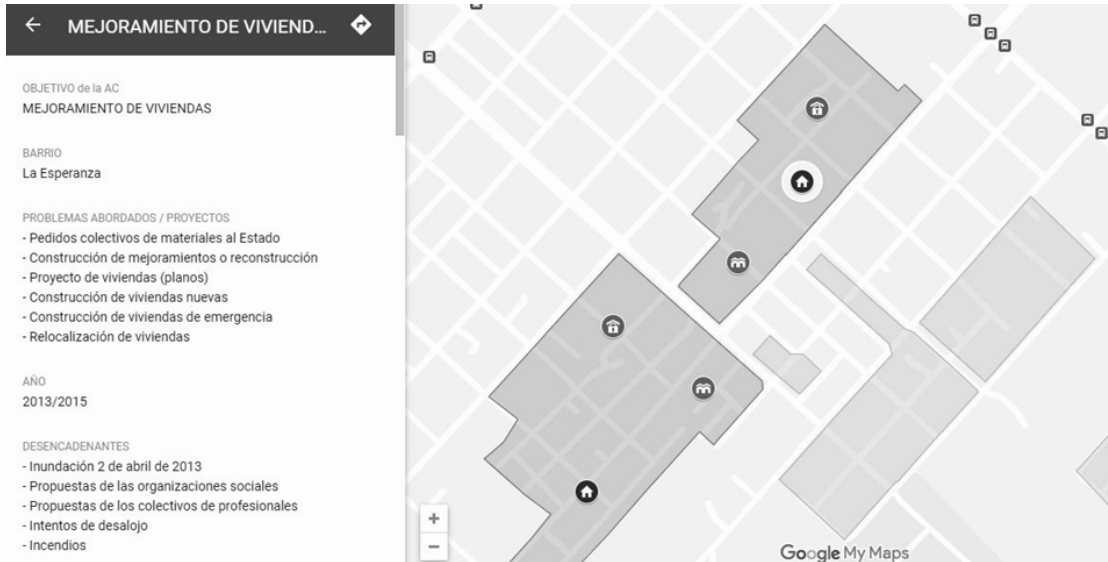 MEJORAMIENTO DE VIVIEND...
OBJETIVO de la AC
MEJORAMIENTO DE VIVIENDAS
BARRIO
La Esperanza
PROBLEMAS ABORDADOS / PROYECTOS
- Pedidos colectivos de materiales al Estado
- Construcción de mejoramientos o reconstrucción
- Proyecto de viviendas (planos)
- Construcción de viviendas nuevas
- Construcción de viviendas de emergencia
- Relocalización de viviendas
AÑO
2013/2015
DESENCADENANTES
- Inundación 2 de abril de 2013
- Propuestas de las organizaciones sociales
- Propuestas de los colectivos de profesionales
- Intentos de desalojo
- Incendios
Google My Maps